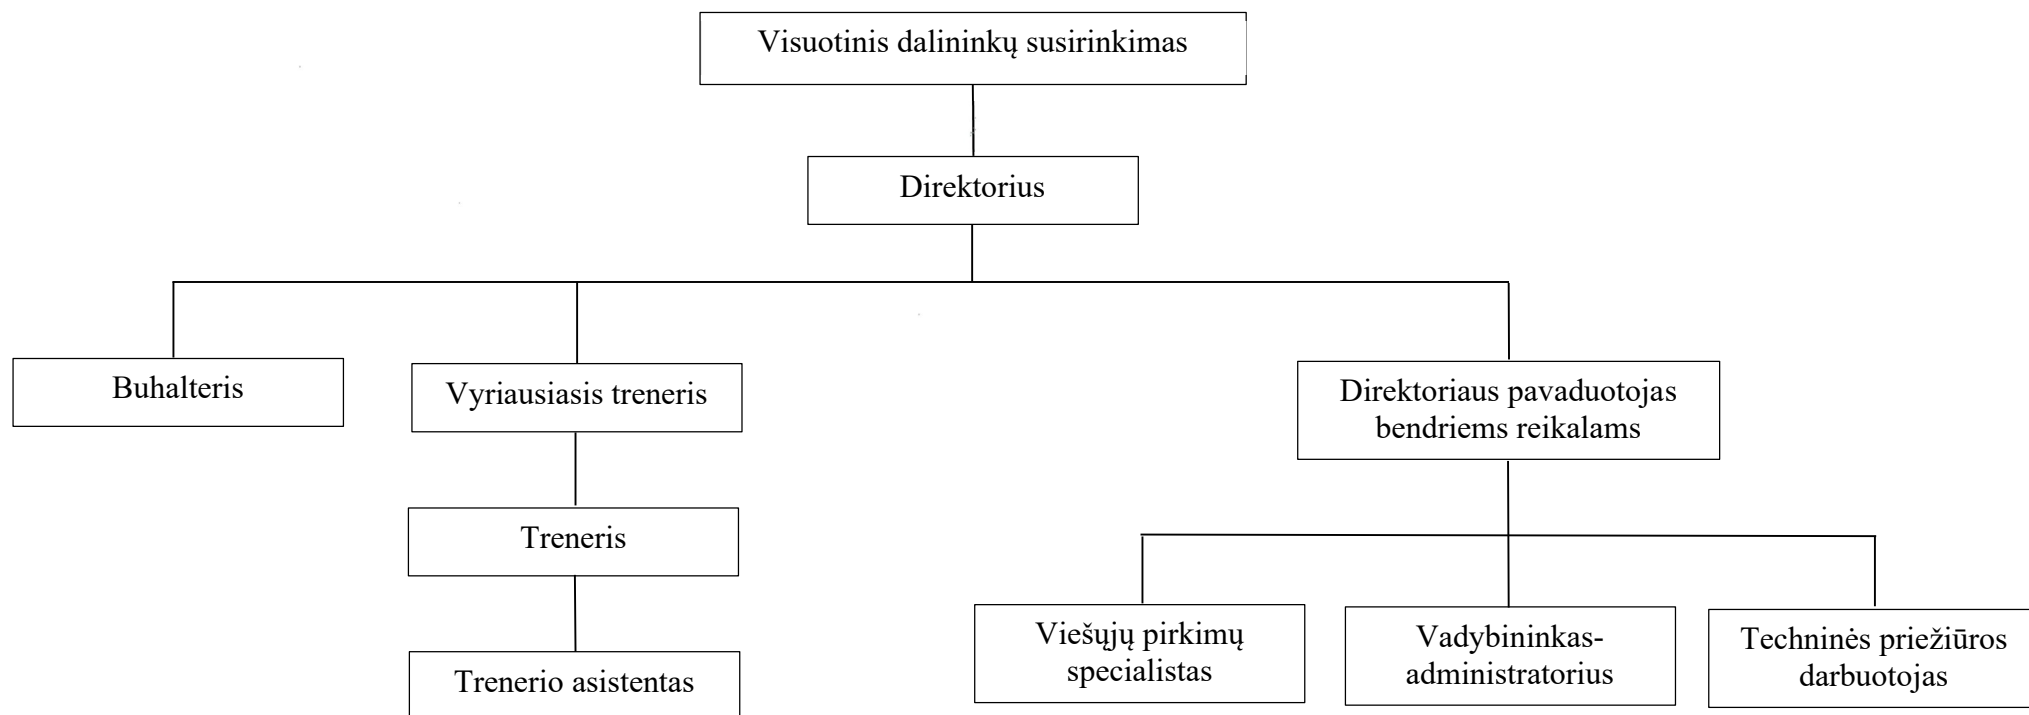 Visuotinis dalininkų susirinkimas
Direktorius
Buhalteris
Vyriausiasis treneris
Direktoriaus pavaduotojas
bendriems reikalams
Treneris
Trenerio asistentas
Viešųjų pirkimų
specialistas
Vadybininkas-
administratorius
Techninės priežiūros
darbuotojas